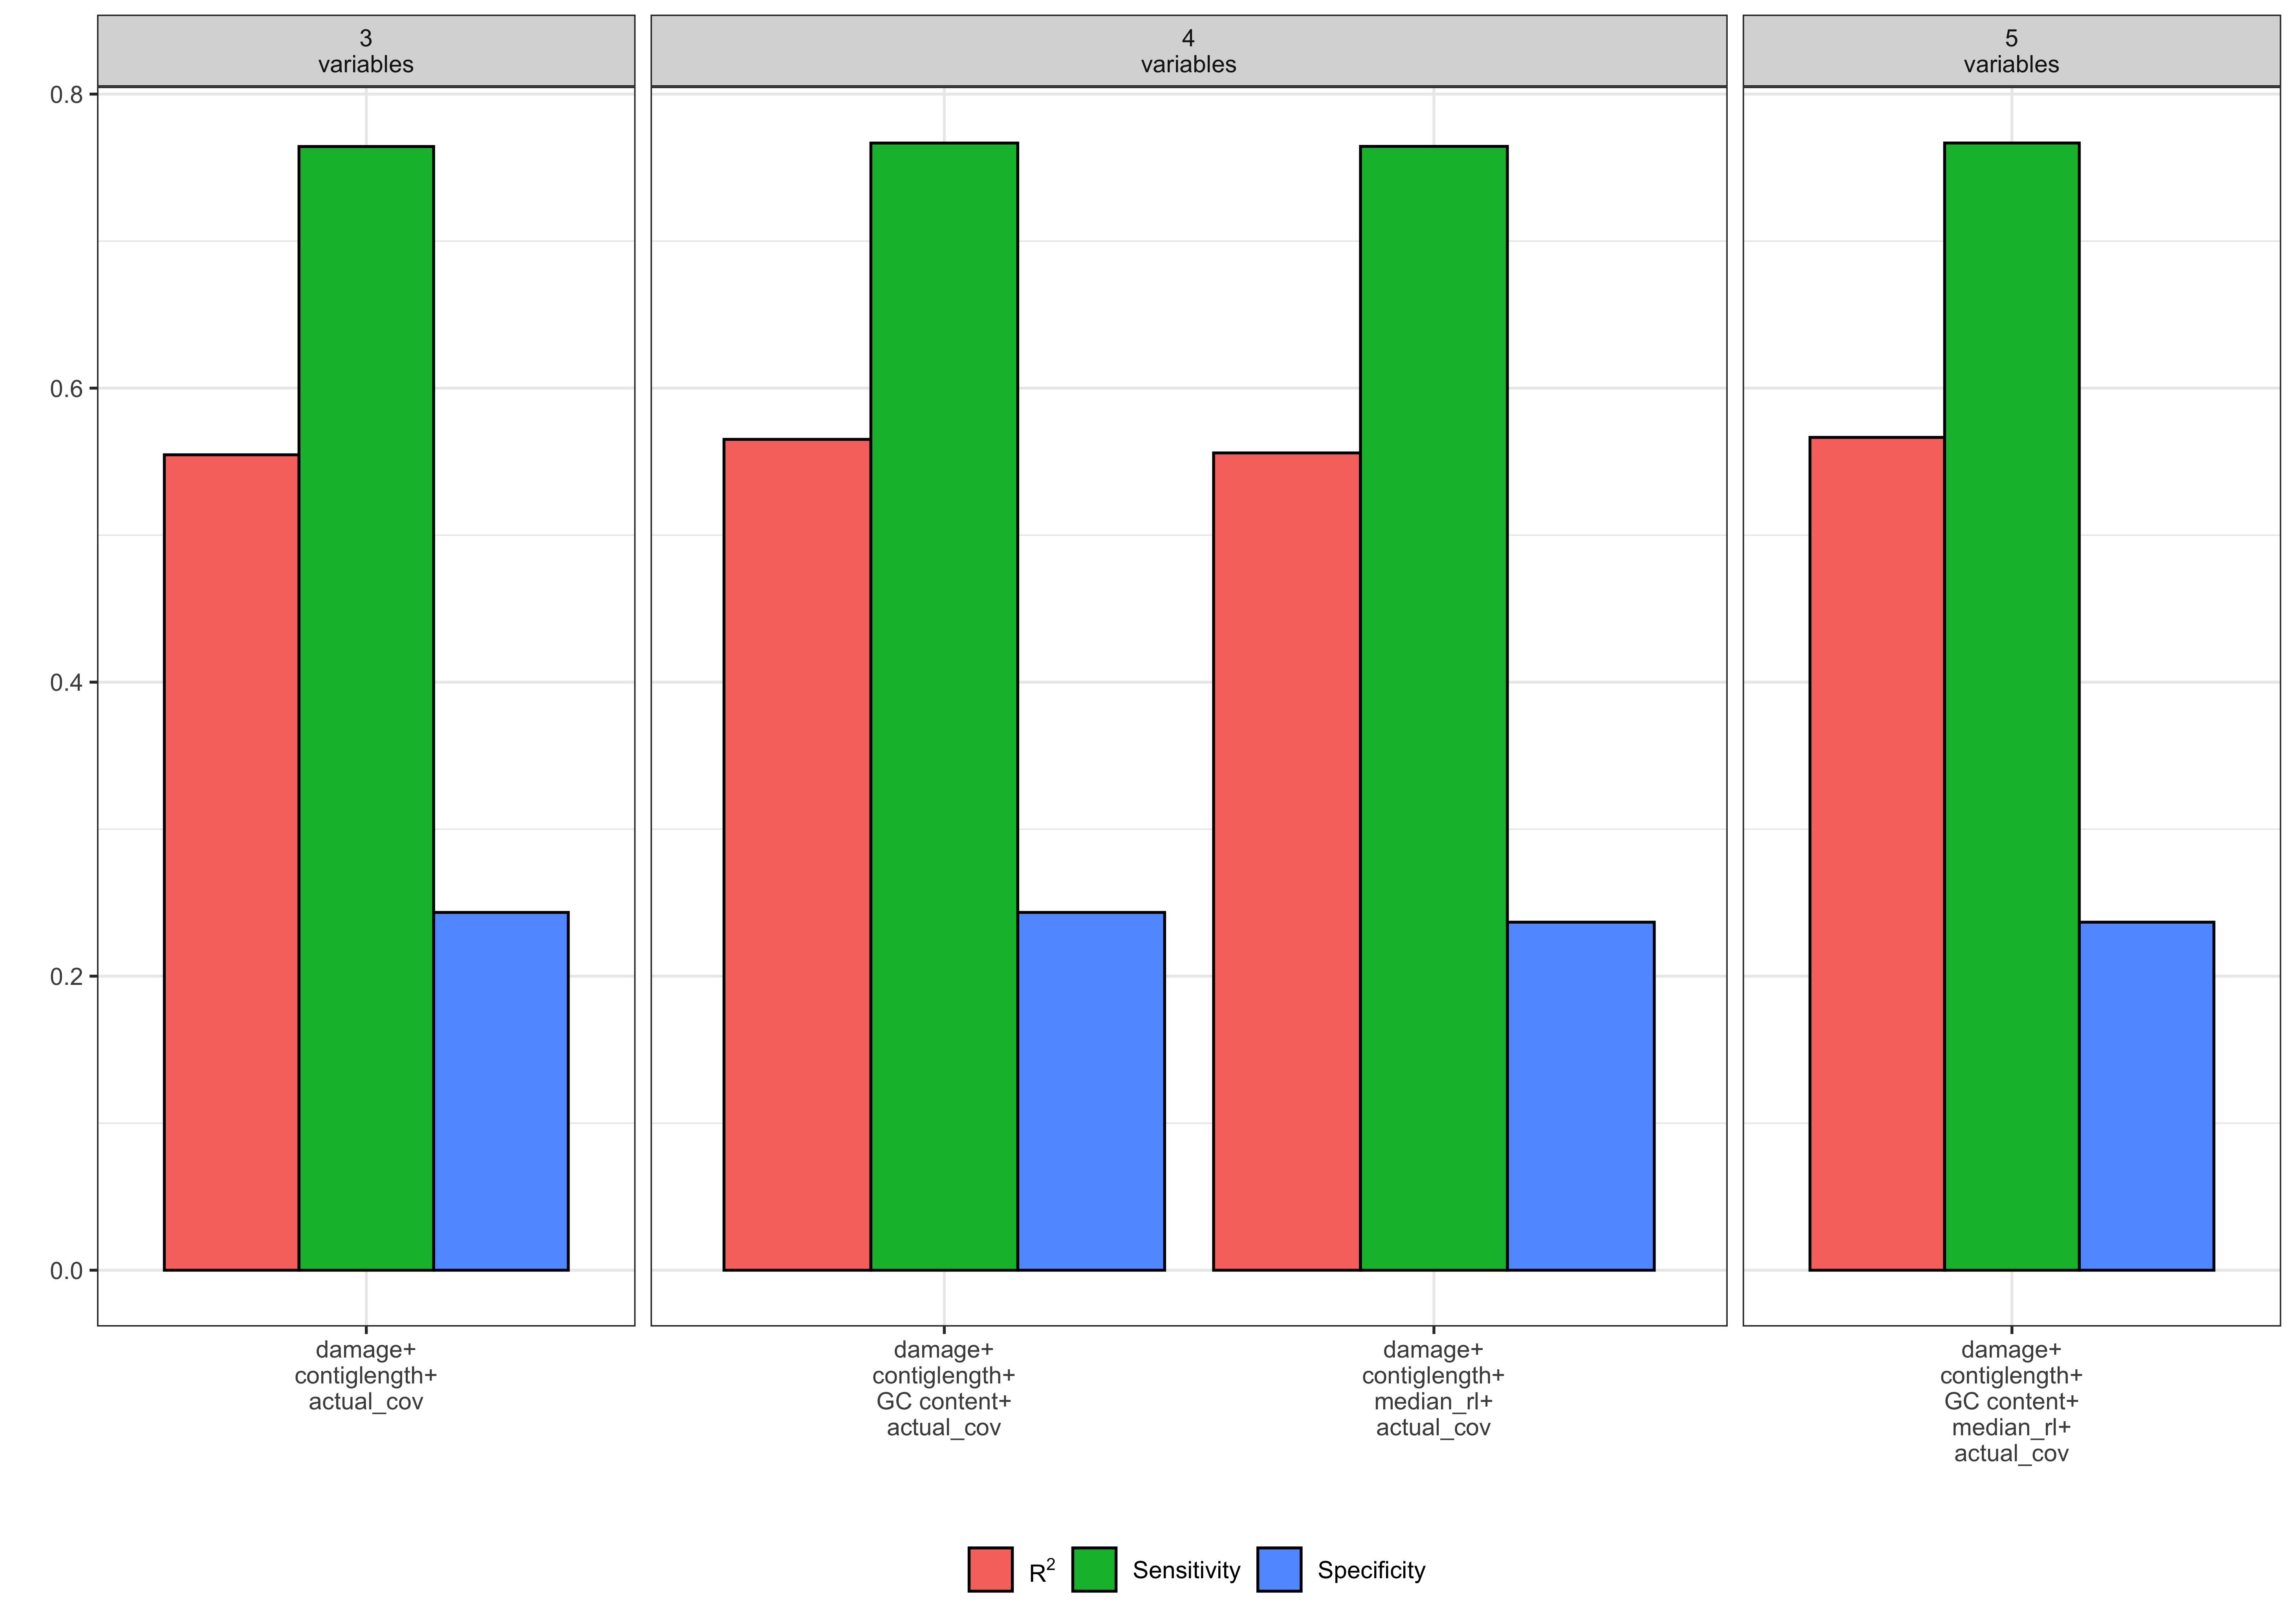 3
variables
4
variables
5
variables
0.8
0.6
0.4
0.2
0.0
damage+
contiglength+
actual_cov
damage+
contiglength+
GC content+
actual_cov
damage+
contiglength+
median_rl+
actual_cov
damage+
contiglength+
GC content+
median_rl+
actual_cov
R² Sensitivity Specificity